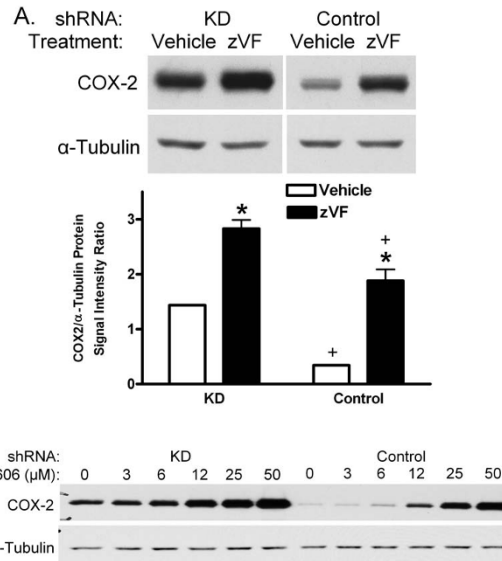 A. shRNA: KD Control
Treatment: Vehicle zVF Vehicle zVF
COX-2
α-Tubulin
COX2/α-Tubulin Protein
Signal Intensity Ratio
Vehicle
zVF
3
2
1
0
*
+
*
+
KD Control
shRNA: KD Control
606 (µM): 0 3 6 12 25 50 0 3 6 12 25 50
COX-2
-Tubulin